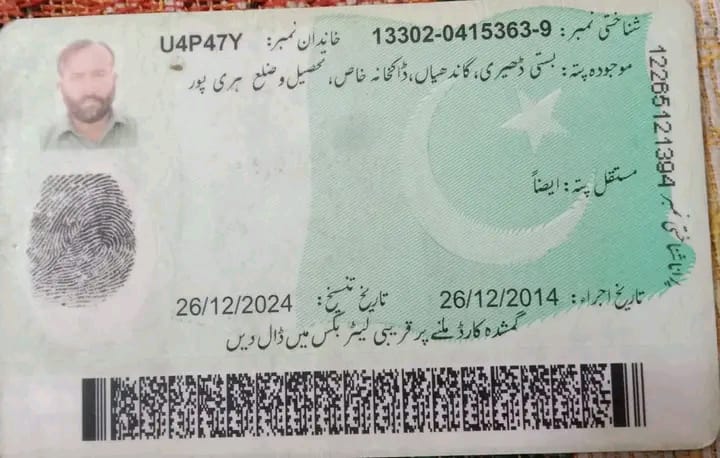 شناختی نمبر: 13302-0415363-9 خاندان نمبر: U4P47Y
موجودہ پتہ: بستی ڈھیری، گاندھیاں، ڈاکخانہ خاص، تحصیل و ضلع ہری پور
مستقل پتہ: ایضاً
تاریخ اجراء: 26/12/2014 تاریخ تنسیخ: 26/12/2024
گمشدہ کارڈ ملنے پر قریبی لیٹر بکس میں ڈال دیں
پرانا شناختی نمبر 12265121394